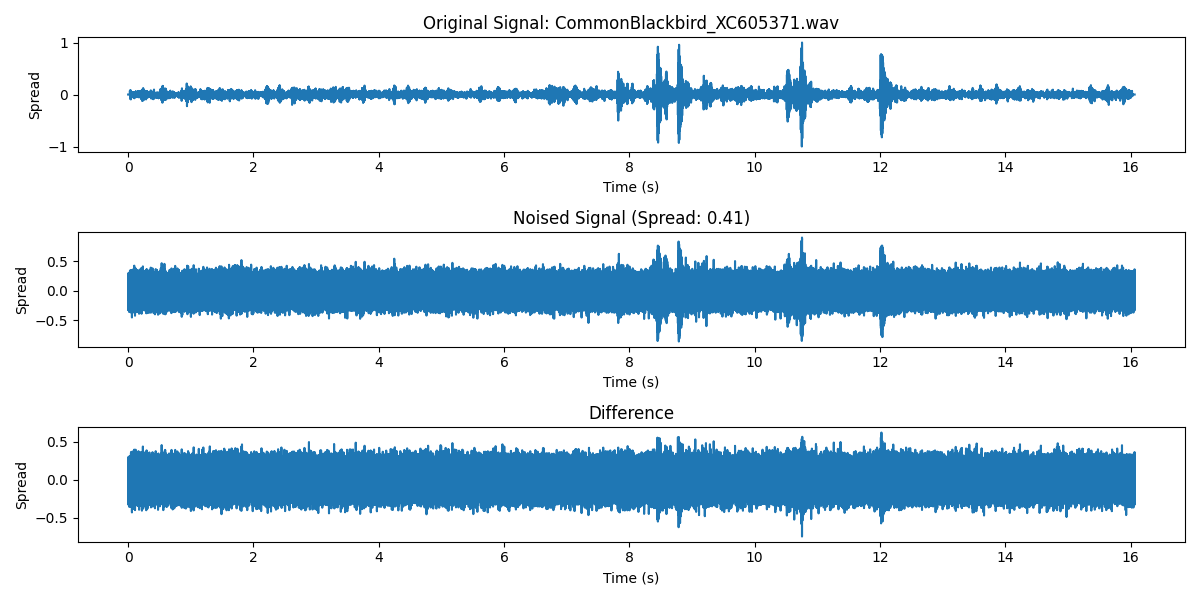 Original Signal: CommonBlackbird_XC605371.wav
Spread
1
0
−1
0 2 4 6 8 10 12 14 16
Time (s)
Noised Signal (Spread: 0.41)
Spread
0.5
0.0
−0.5
0 2 4 6 8 10 12 14 16
Time (s)
Difference
Spread
0.5
0.0
−0.5
0 2 4 6 8 10 12 14 16
Time (s)